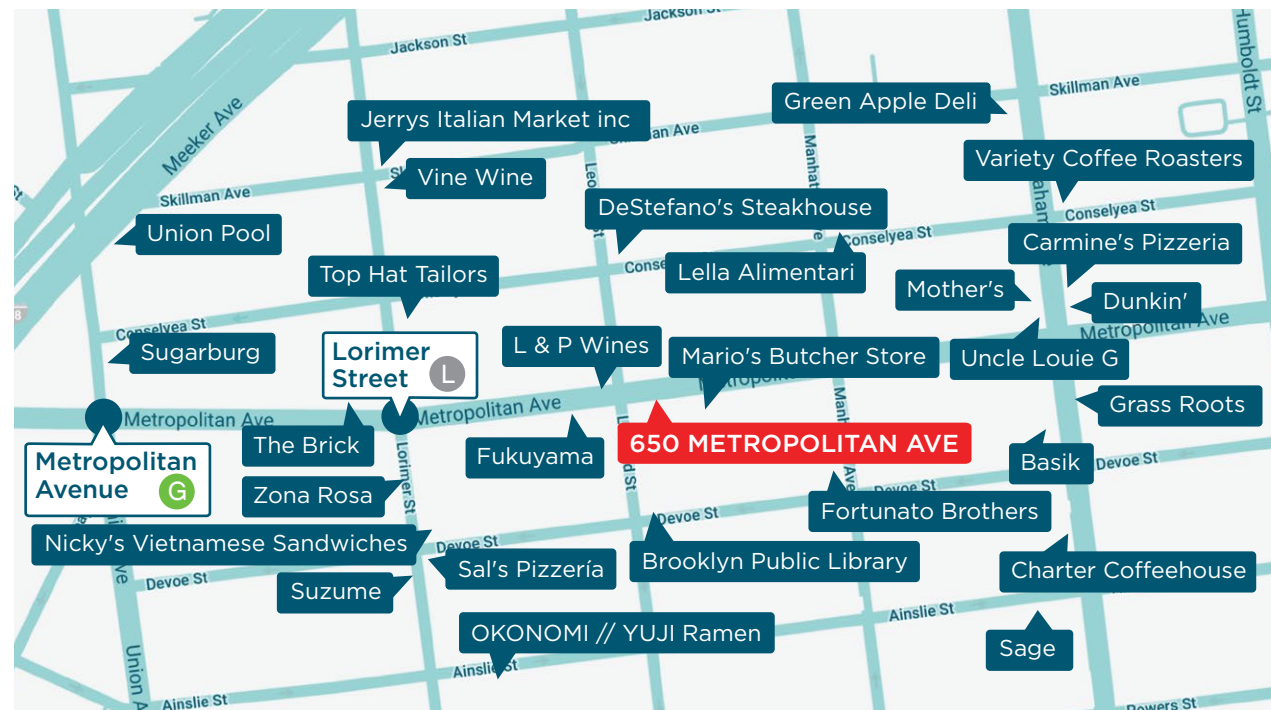 Jackson St
Humboldt St
Jackson St
Skillman Ave
Green Apple Deli
Meeker Ave
Jerrys Italian Market inc
Variety Coffee Roasters
Vine Wine
Skillman Ave
DeStefano's Steakhouse
Conselyea St
Union Pool
Conselyea St
Carmine's Pizzeria
Top Hat Tailors
Lella Alimentari
Mother's
Dunkin'
Conselyea St
Metropolitan Ave
Sugarburg
Lorimer
Street L
L & P Wines
Mario's Butcher Store
Uncle Louie G
Metropolitan Ave
Metropolitan Ave
Grass Roots
The Brick
Fukuyama
650 METROPOLITAN AVE
Metropolitan
Avenue G
Lorimer St
Basik
Devoe St
Zona Rosa
Devoe St
Fortunato Brothers
Nicky's Vietnamese Sandwiches
Devoe St
Brooklyn Public Library
Sal's Pizzería
Charter Coffeehouse
Devoe St
Suzume
Ainslie St
OKONOMI // YUJI Ramen
Sage
Union
Ainslie St
Ainslie St
Powers St